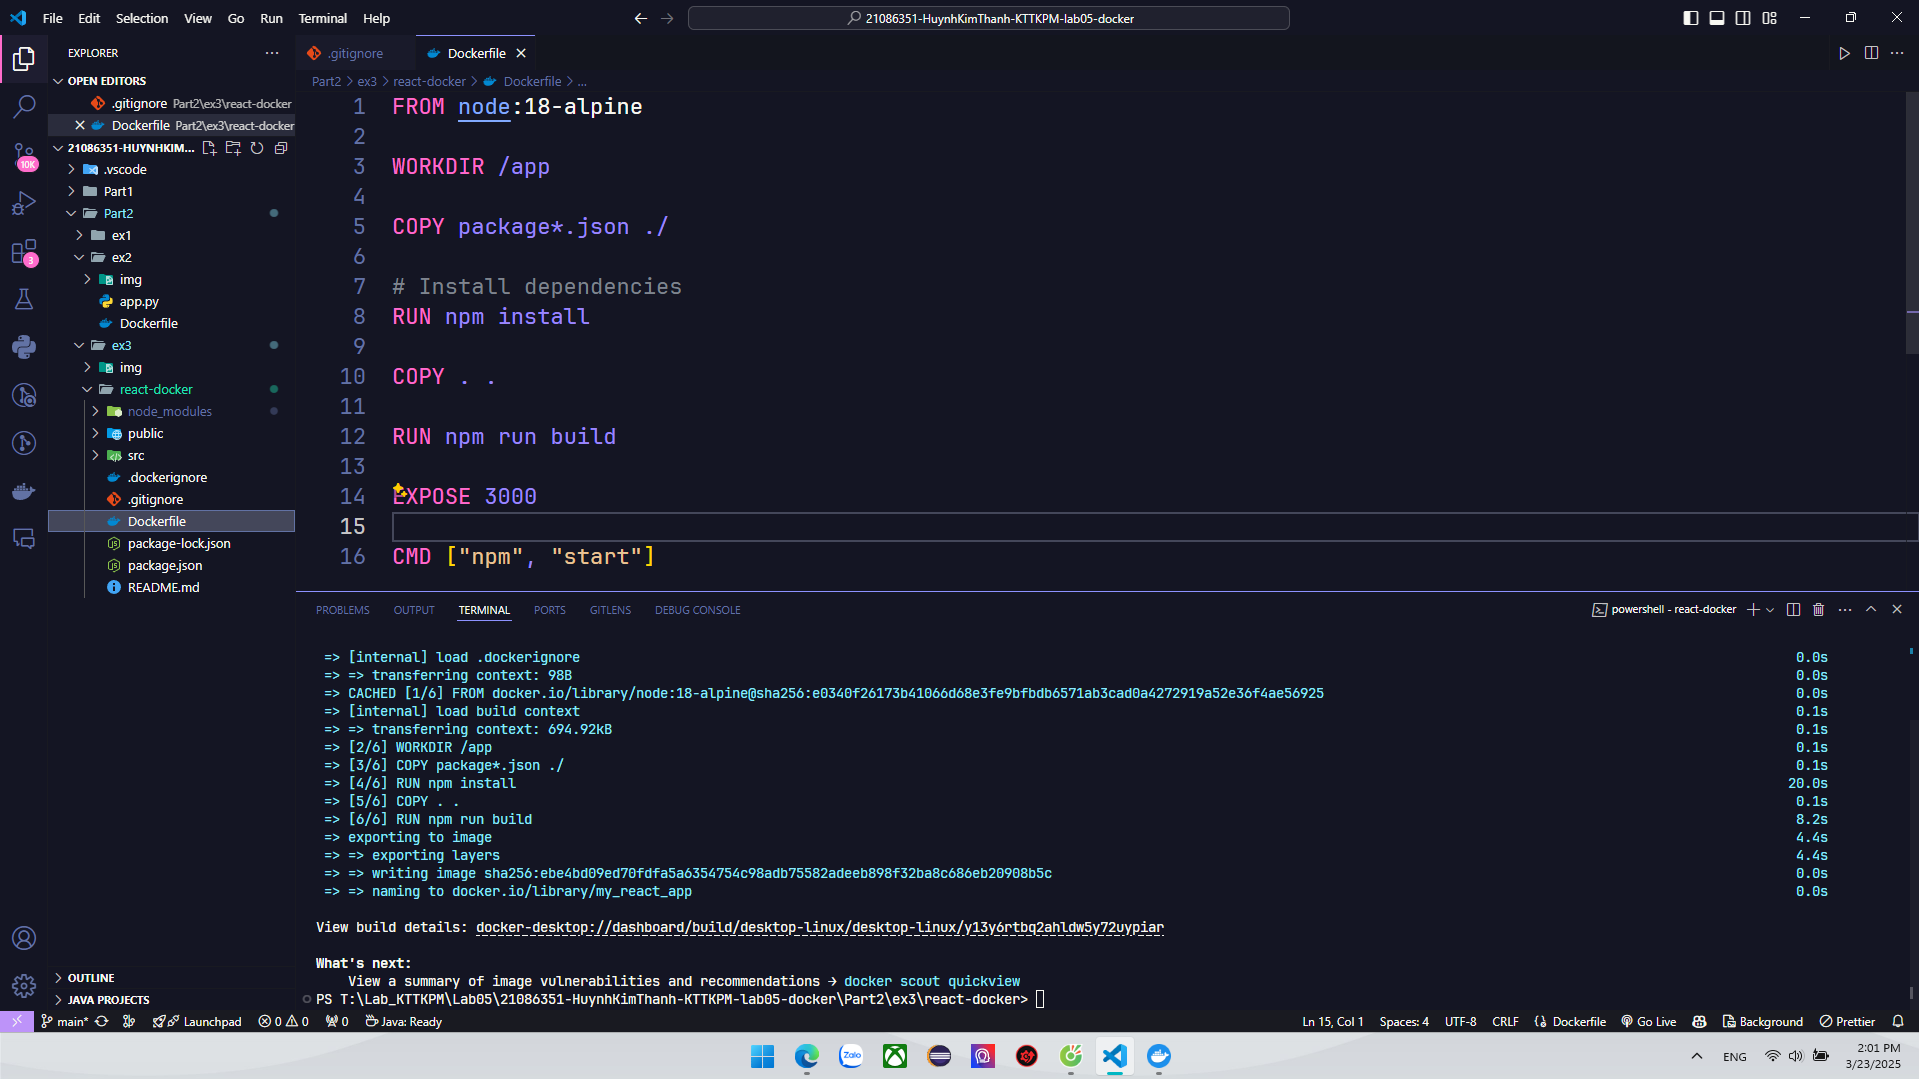 File Edit Selection View Go Run Terminal Help
21086351-HuynhKimThanh-KTTKPM-lab05-docker
EXPLORER
OPEN EDITORS
.gitignore Part2\ex3\react-docker
Dockerfile Part2\ex3\react-docker
21086351-HUYNHKIM...
.vscode
Part1
Part2
ex1
ex2
img
app.py
Dockerfile
ex3
img
react-docker
node_modules
public
src
.dockerignore
.gitignore
Dockerfile
package-lock.json
package.json
README.md
OUTLINE
JAVA PROJECTS
10K
3
.gitignore
Dockerfile
Part2 > ex3 > react-docker > Dockerfile > ...
1 FROM node:18-alpine
2
3 WORKDIR /app
4
5 COPY package*.json ./
6
7 # Install dependencies
8 RUN npm install
9
10 COPY . .
11
12 RUN npm run build
13
14 EXPOSE 3000
15
16 CMD ["npm", "start"]
PROBLEMS OUTPUT TERMINAL PORTS GITLENS DEBUG CONSOLE
powershell - react-docker
=> [internal] load .dockerignore 0.0s
=> => transferring context: 98B 0.0s
=> CACHED [1/6] FROM docker.io/library/node:18-alpine@sha256:e0340f26173b41066d68e3fe9bfbdb6571ab3cad0a4272919a52e36f4ae56925 0.0s
=> [internal] load build context 0.1s
=> => transferring context: 694.92kB 0.1s
=> [2/6] WORKDIR /app 0.1s
=> [3/6] COPY package*.json ./ 0.1s
=> [4/6] RUN npm install 20.0s
=> [5/6] COPY . . 0.1s
=> [6/6] RUN npm run build 8.2s
=> exporting to image 4.4s
=> => exporting layers 4.4s
=> => writing image sha256:ebe4bd09ed70fdfa5a6354754c98adb75582adeeb898f32ba8c686eb20908b5c 0.0s
=> => naming to docker.io/library/my_react_app 0.0s
View build details: docker-desktop://dashboard/build/desktop-linux/desktop-linux/y13y6rtbq2ahldw5y72uypiar
What's next:
View a summary of image vulnerabilities and recommendations → docker scout quickview
PS T:\Lab_KTTKPM\Lab05\21086351-HuynhKimThanh-KTTKPM-lab05-docker\Part2\ex3\react-docker>
main* Launchpad 0 0 0 Java: Ready
Ln 15, Col 1 Spaces: 4 UTF-8 CRLF Dockerfile Go Live Background Prettier
Zalo
ENG
2:01 PM
3/23/2025